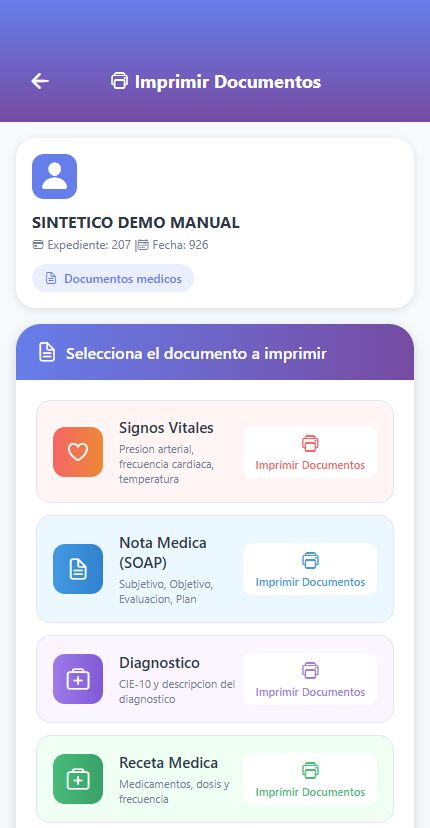 Imprimir Documentos
SINTETICO DEMO MANUAL
Expediente: 207 | Fecha: 926
Documentos medicos
Selecciona el documento a imprimir
Signos Vitales
Presion arterial,
frecuencia cardiaca,
temperatura
Imprimir Documentos
Nota Medica
(SOAP)
Subjetivo, Objetivo,
Evaluacion, Plan
Imprimir Documentos
Diagnostico
CIE-10 y descripcion del
diagnostico
Imprimir Documentos
Receta Medica
Medicamentos, dosis y
frecuencia
Imprimir Documentos